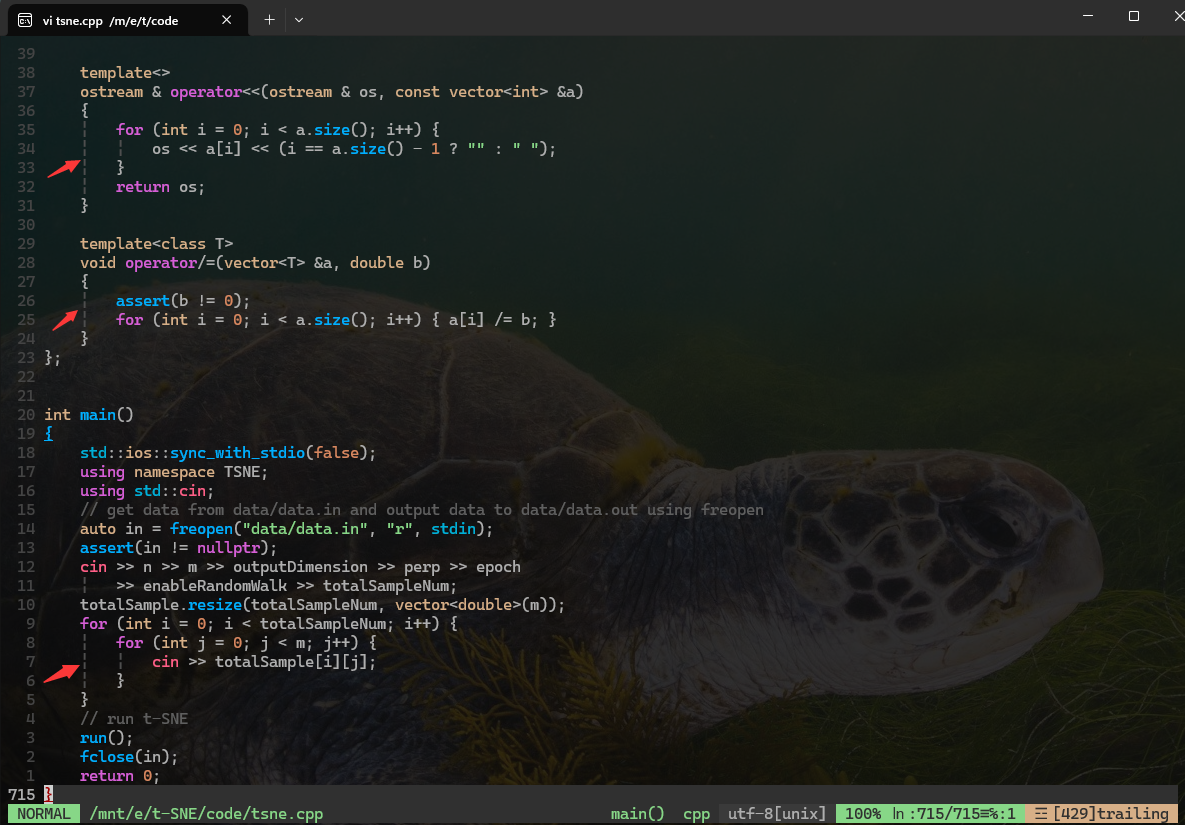 vi tsne.cpp /m/e/t/code
39
38 template<>
37 ostream & operator<<(ostream & os, const vector<int> &a)
36 {
35 for (int i = 0; i < a.size(); i++) {
34 os << a[i] << (i == a.size() - 1 ? "" : " ");
33 }
32 return os;
31 }
30
29 template<class T>
28 void operator/=(vector<T> &a, double b)
27 {
26 assert(b != 0);
25 for (int i = 0; i < a.size(); i++) { a[i] /= b; }
24 }
23 };
22
21
20 int main()
19 {
18 std::ios::sync_with_stdio(false);
17 using namespace TSNE;
16 using std::cin;
15 // get data from data/data.in and output data to data/data.out using freopen
14 auto in = freopen("data/data.in", "r", stdin);
13 assert(in != nullptr);
12 cin >> n >> m >> outputDimension >> perp >> epoch
11 >> enableRandomWalk >> totalSampleNum;
10 totalSample.resize(totalSampleNum, vector<double>(m));
9 for (int i = 0; i < totalSampleNum; i++) {
8 for (int j = 0; j < m; j++) {
7 cin >> totalSample[i][j];
6 }
5 }
4 // run t-SNE
3 run();
2 fclose(in);
1 return 0;
715 }
NORMAL /mnt/e/t-SNE/code/tsne.cpp main() cpp utf-8[unix] 100% ln :715/715≡%:1 ☲ [429]trailing